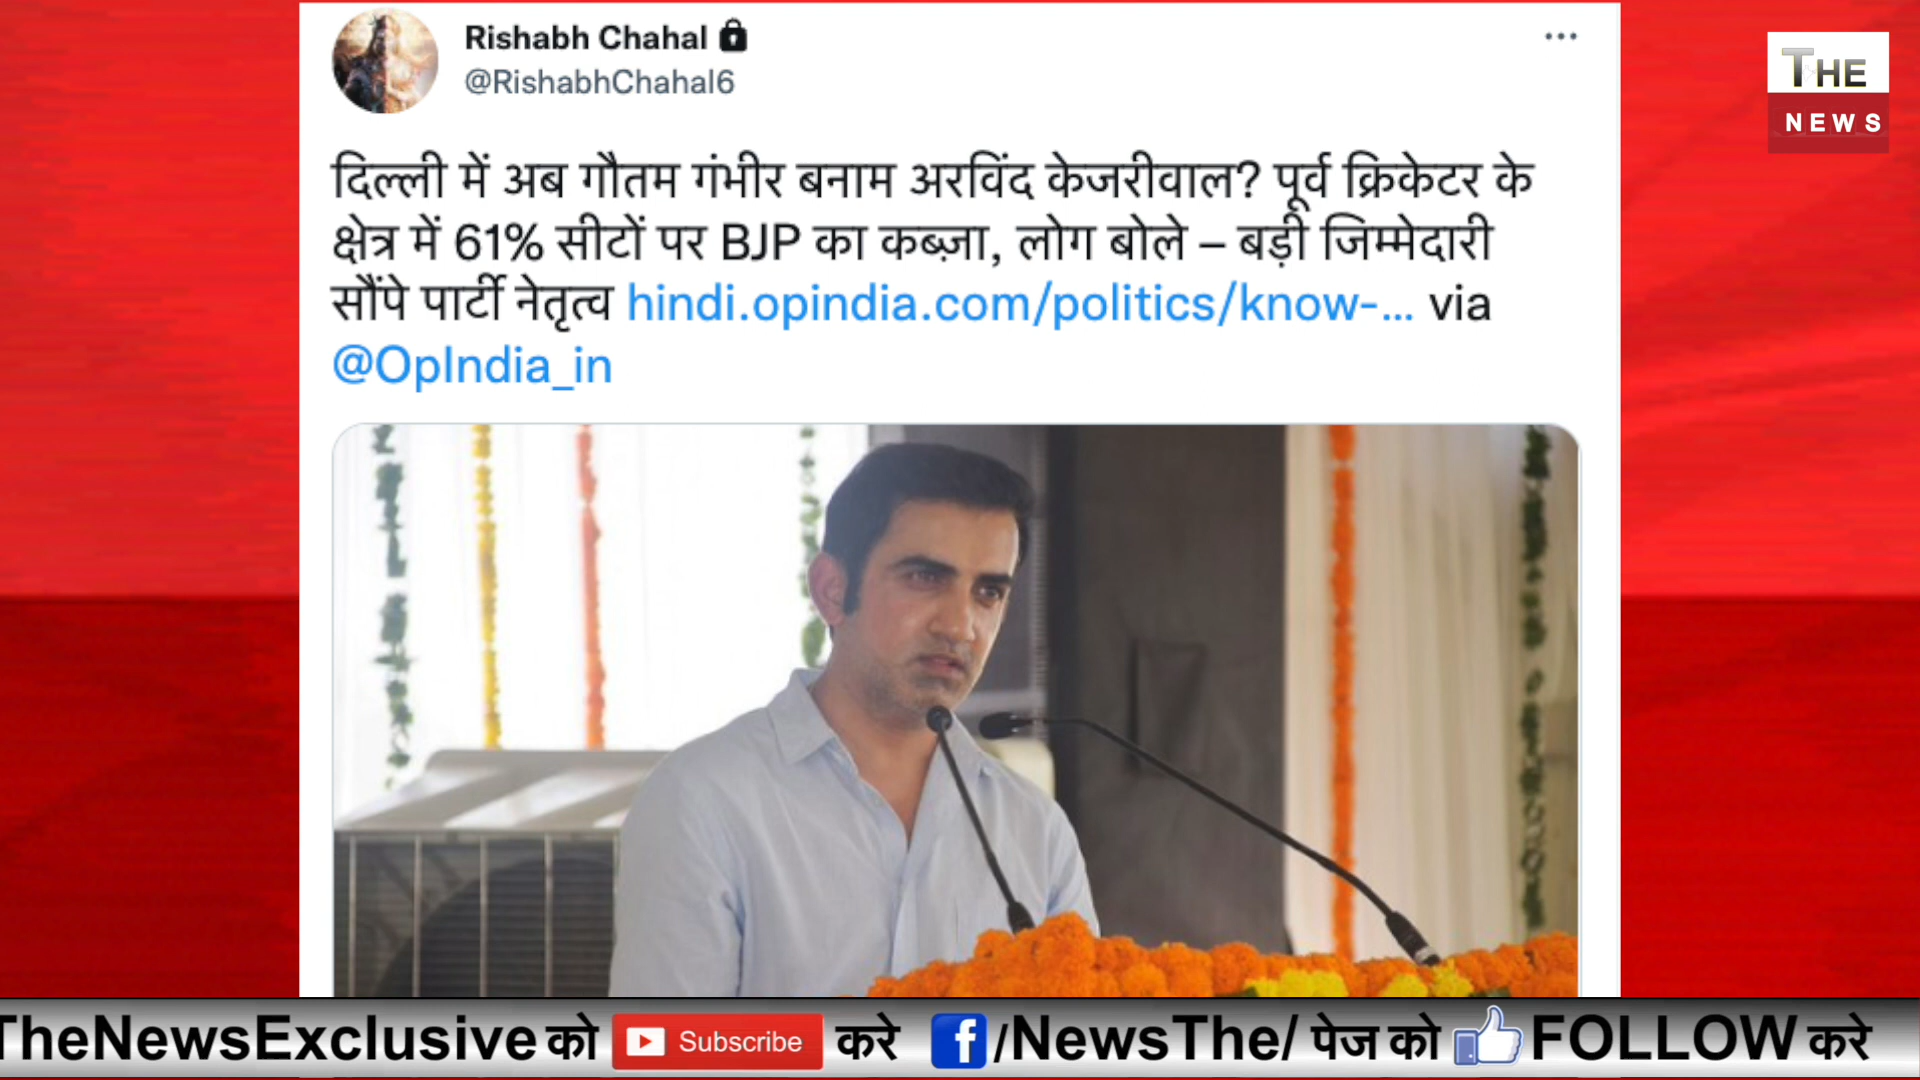 Rishabh Chahal
@RishabhChahal6
THE
NEWS
दिल्ली में अब गौतम गंभीर बनाम अरविंद केजरीवाल? पूर्व क्रिकेटर के
क्षेत्र में 61% सीटों पर BJP का कब्ज़ा, लोग बोले – बड़ी जिम्मेदारी
सौंपे पार्टी नेतृत्व hindi.opindia.com/politics/know-... via
@OpIndia_in
TheNewsExclusive को Subscribe करे f/NewsThe/ पेज को FOLLOW करे